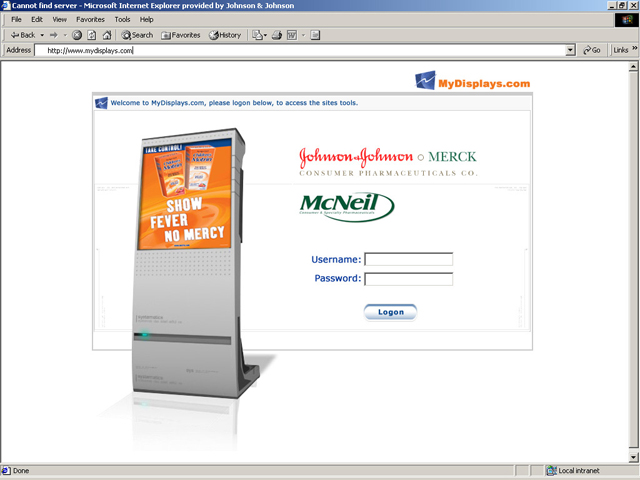 Cannot find server - Microsoft Internet Explorer provided by Johnson & Johnson
File Edit View Favorites Tools Help
Back Search Favorites History
Address http://www.mydisplays.com Go Links »
MyDisplays.com
Welcome to MyDisplays.com, please logon below, to access the sites tools.
TAKE CONTROL!
Children's Motrin
SHOW
FEVER
NO MERCY
Johnson & Johnson MERCK
CONSUMER PHARMACEUTICALS CO.
McNeil
Consumer & Specialty Pharmaceuticals
Username:
Password:
Logon
Done Local intranet